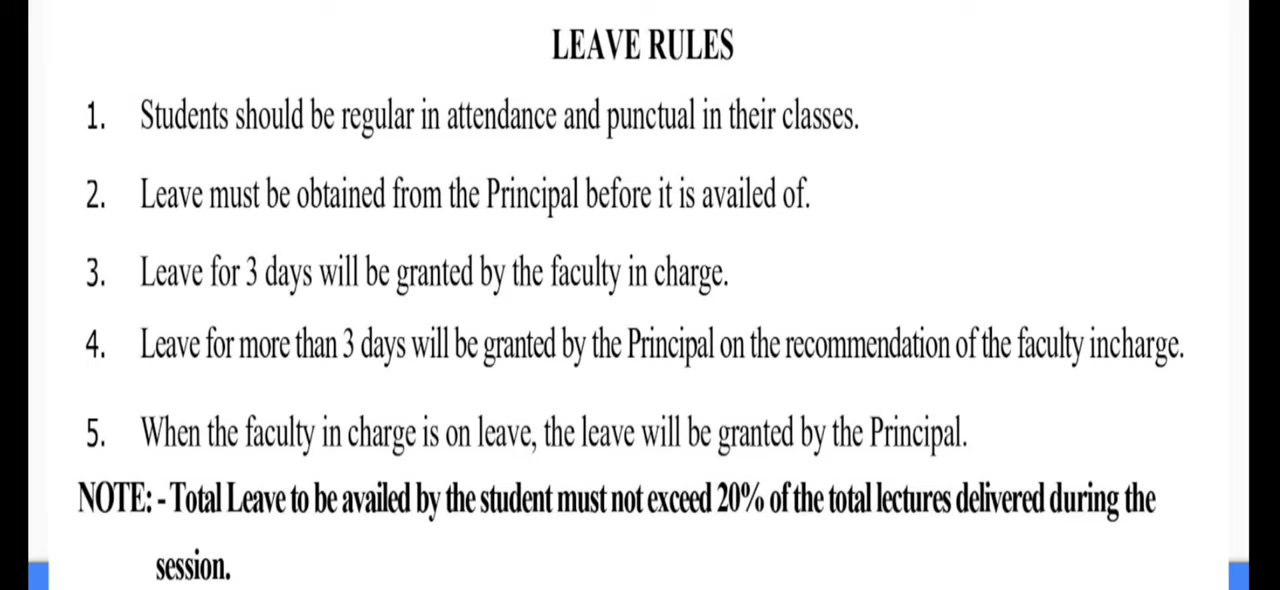 LEAVE RULES
1. Students should be regular in attendance and punctual in their classes.
2. Leave must be obtained from the Principal before it is availed of.
3. Leave for 3 days will be granted by the faculty in charge.
4. Leave for more than 3 days will be granted by the Principal on the recommendation of the faculty incharge.
5. When the faculty in charge is on leave, the leave will be granted by the Principal.
NOTE: - Total Leave to be availed by the student must not exceed 20% of the total lectures delivered during the
session.